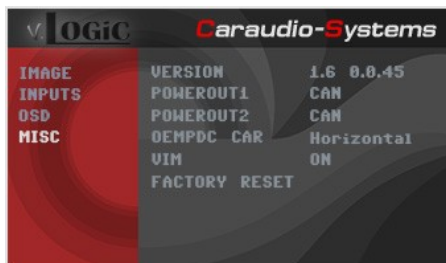 v.LOGiC Caraudio-Systems
IMAGE
INPUTS
OSD
MISC
VERSION 1.6 0.0.45
POWEROUT1 CAN
POWEROUT2 CAN
OEMPDC CAR Horizontal
VIM ON
FACTORY RESET